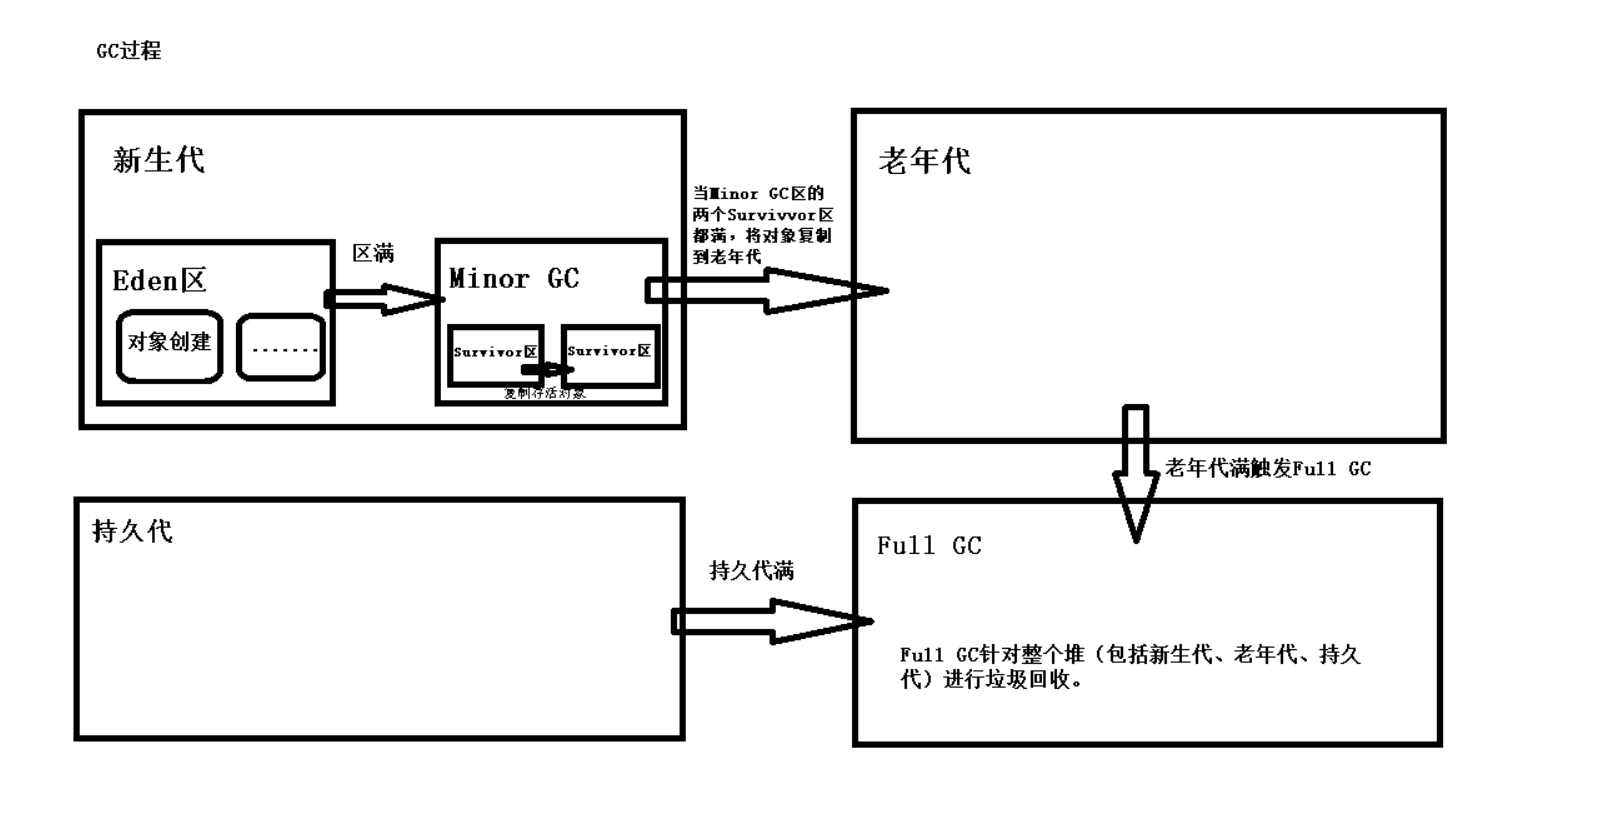 GC过程
新生代
Eden区
对象创建
.......
区满
Minor GC
Survivor区
Survivor区
复制存活对象
当Minor GC区的
两个Survivvor区
都满，将对象复制
到老年代
老年代
老年代满触发Full GC
持久代
持久代满
Full GC
Full GC针对整个堆（包括新生代、老年代、持久
代）进行垃圾回收。